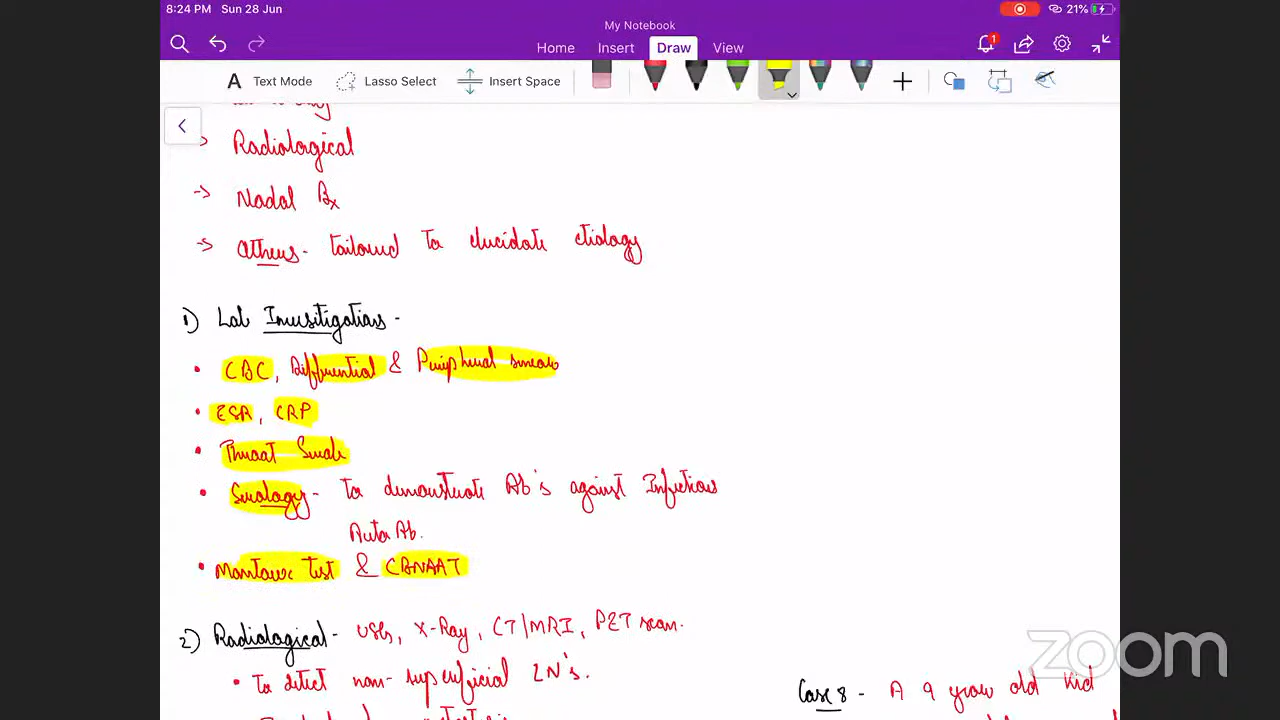 8:24 PM Sun 28 Jun
21%
My Notebook
Home Insert Draw View
1
Text Mode Lasso Select Insert Space
→ Radiological
→ Nodal Bx
→ Others - tailored to elucidate etiology
1) Lab Invesitigations -
• CBC, Differential & Peripheral smear
• ESR, CRP
• Throat Swab
• Serology - to demonstrate Ab's against Infectious
Auto Ab.
• Mantoux test & CBNAAT
2) Radiological - USG, X-Ray, CT/MRI, PET scan.
• To detect non-superficial LN's.
zoom
Case 8 - A 9 year old kid